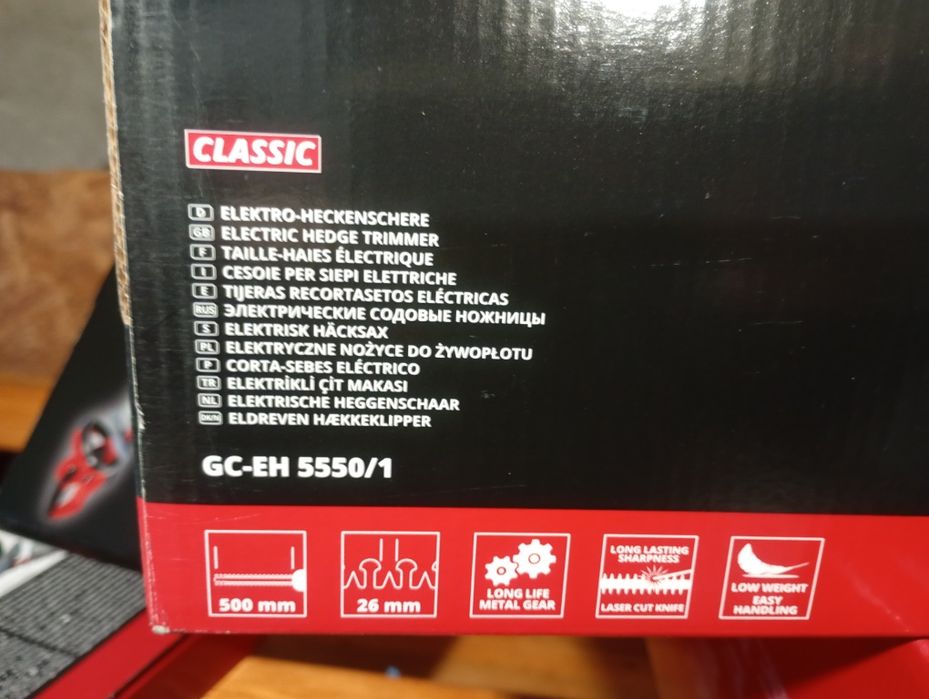 CLASSIC
D ELEKTRO-HECKENSCHERE
GB ELECTRIC HEDGE TRIMMER
F TAILLE-HAIES ÉLECTRIQUE
I CESOIE PER SIEPI ELETTRICHE
E TIJERAS RECORTASETOS ELÉCTRICAS
RUS ЭЛЕКТРИЧЕСКИЕ СОДОВЫЕ НОЖНИЦЫ
S ELEKTRISK HÄCKSAX
PL ELEKTRYCZNE NOŻYCE DO ŻYWOPŁOTU
P CORTA-SEBES ELÉCTRICO
TR ELEKTRİKLİ ÇİT MAKASI
NL ELEKTRISCHE HEGGENSCHAAR
DK/N ELDREVEN HÆKKEKLIPPER
GC-EH 5550/1
500 mm
26 mm
LONG LIFE
METAL GEAR
LONG LASTING
SHARPNESS
LASER CUT KNIFE
LOW WEIGHT
EASY
HANDLING